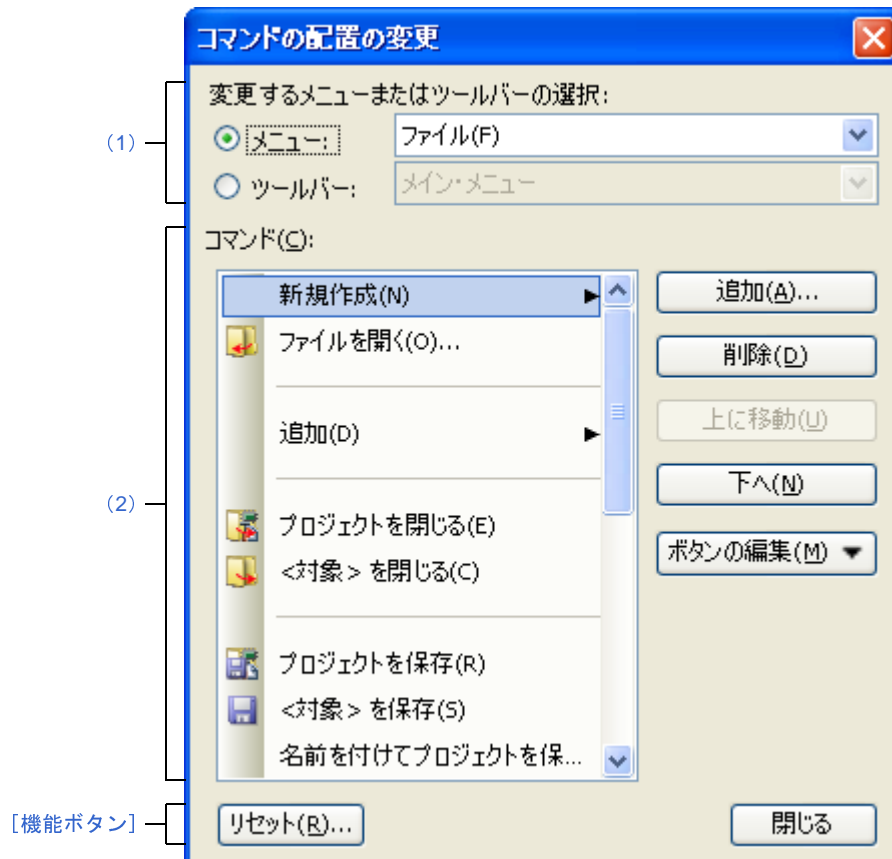 コマンドの配置の変更
変更するメニューまたはツールバーの選択:
(1)
メニュー:
ファイル(F)
ツールバー:
メイン・メニュー
コマンド(C):
新規作成(N)
追加(A)...
ファイルを開く(O)...
削除(D)
追加(D)
上に移動(U)
(2)
下へ(N)
プロジェクトを閉じる(E)
ボタンの編集(M)
<対象> を閉じる(C)
プロジェクトを保存(R)
<対象> を保存(S)
名前を付けてプロジェクトを保...
[機能ボタン]
リセット(R)...
閉じる